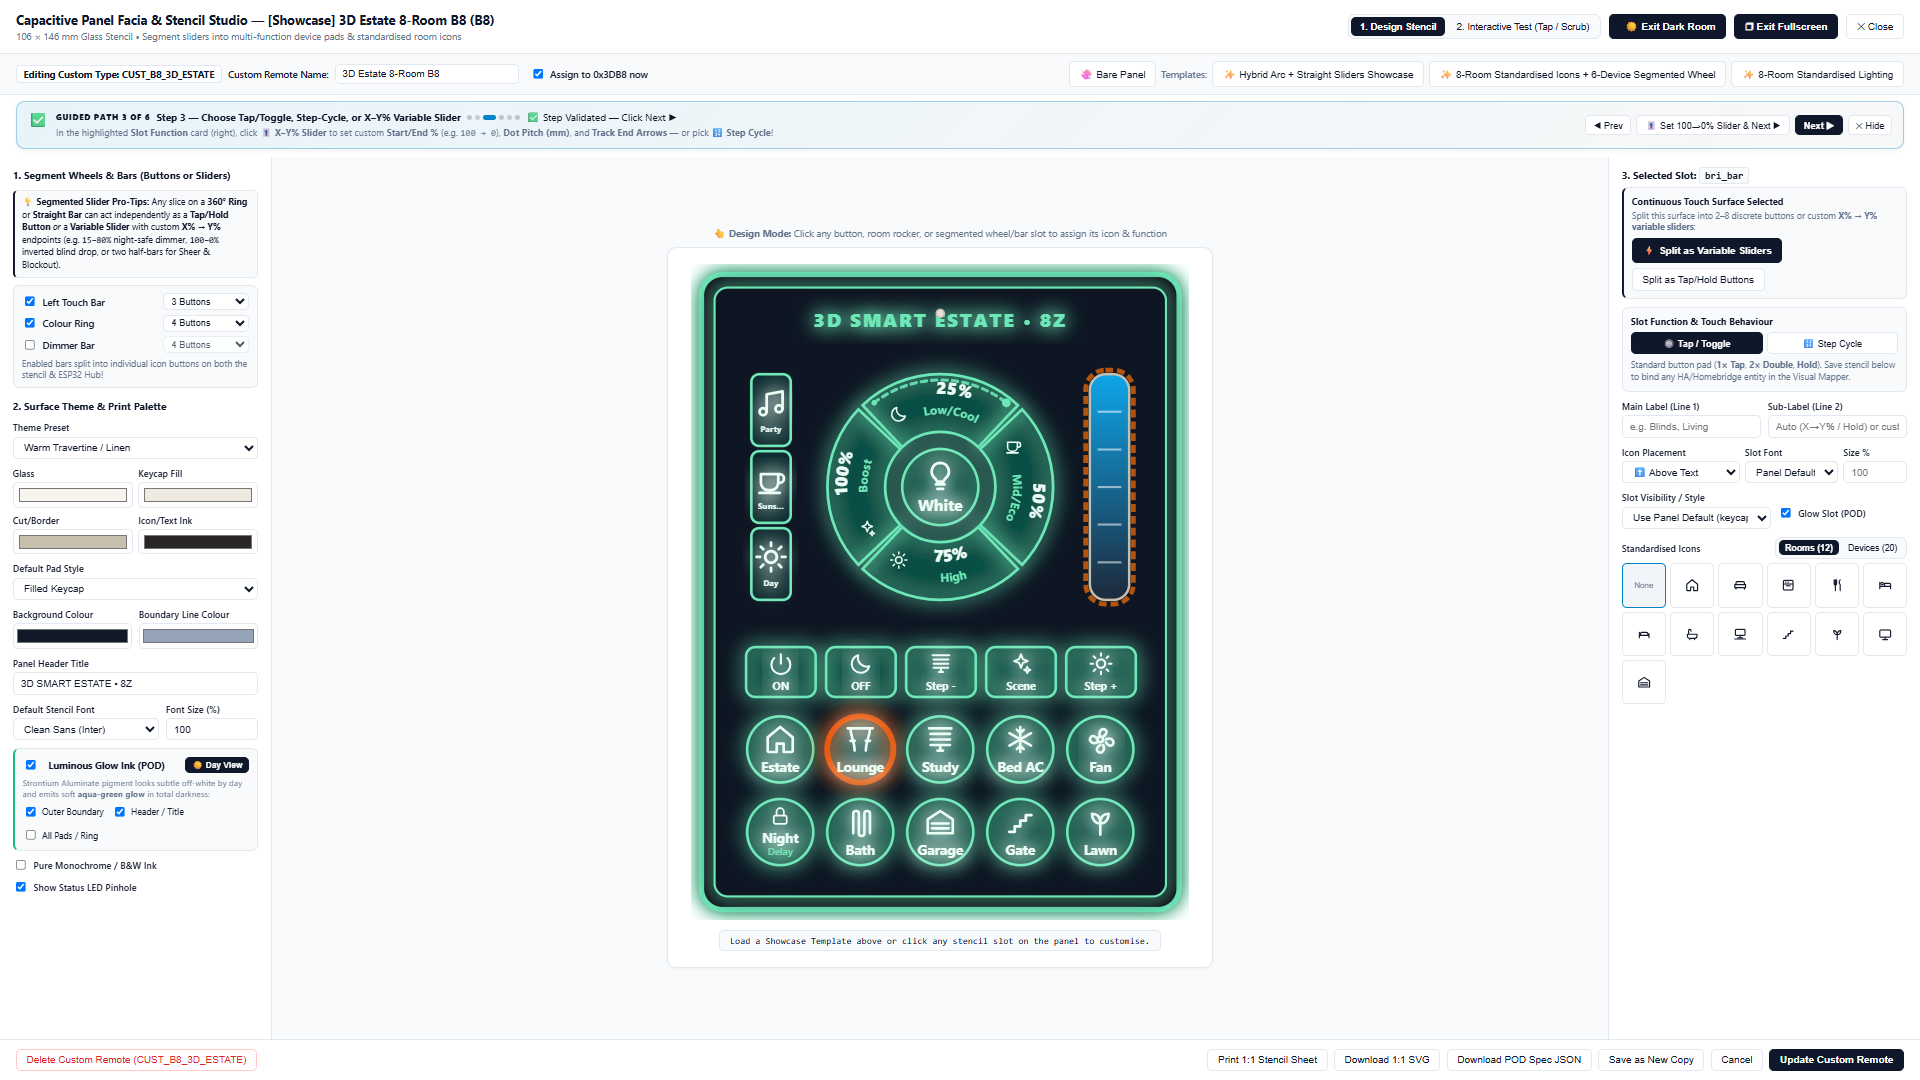 Capacitive Panel Facia & Stencil Studio — [Showcase] 3D Estate 8-Room B8 (B8)
106 × 146 mm Glass Stencil • Segment sliders into multi-function device pads & standardised room icons
1. Design Stencil
2. Interactive Test (Tap / Scrub)
Exit Dark Room
Exit Fullscreen
✕ Close
Editing Custom Type: CUST_B8_3D_ESTATE
Custom Remote Name:
3D Estate 8-Room B8
Assign to 0x3DB8 now
Bare Panel
Templates:
Hybrid Arc + Straight Sliders Showcase
8-Room Standardised Icons + 6-Device Segmented Wheel
8-Room Standardised Lighting
GUIDED PATH 3 OF 6 Step 3 — Choose Tap/Toggle, Step-Cycle, or X–Y% Variable Slider
Step Validated — Click Next ▶
In the highlighted Slot Function card (right), click X–Y% Slider to set custom Start/End % (e.g. 100 → 0), Dot Pitch (mm), and Track End Arrows — or pick Step Cycle!
◀ Prev
Set 100→0% Slider & Next ▶
Next ▶
✕ Hide
1. Segment Wheels & Bars (Buttons or Sliders)
Segmented Slider Pro-Tips: Any slice on a 360° Ring
or Straight Bar can act independently as a Tap/Hold
Button or a Variable Slider with custom X% → Y%
endpoints (e.g. 15–80% night-safe dimmer, 100–0%
inverted blind drop, or two half-bars for Sheer &
Blockout).
Left Touch Bar
3 Buttons
Colour Ring
4 Buttons
Dimmer Bar
4 Buttons
Enabled bars split into individual icon buttons on both the
stencil & ESP32 Hub!
2. Surface Theme & Print Palette
Theme Preset
Warm Travertine / Linen
Glass
Keycap Fill
Cut/Border
Icon/Text Ink
Default Pad Style
Filled Keycap
Background Colour
Boundary Line Colour
Panel Header Title
3D SMART ESTATE • 8Z
Default Stencil Font
Font Size (%)
Clean Sans (Inter)
100
Luminous Glow Ink (POD)
Day View
Strontium Aluminate pigment looks subtle off-white by day
and emits soft aqua-green glow in total darkness:
Outer Boundary
Header / Title
All Pads / Ring
Pure Monochrome / B&W Ink
Show Status LED Pinhole
Design Mode: Click any button, room rocker, or segmented wheel/bar slot to assign its icon & function
3D SMART ESTATE • 8Z
Party
Suns...
Day
25%
Low/Cool
50%
Mid/Eco
75%
High
100%
Boost
White
ON
OFF
Step -
Scene
Step +
Estate
Lounge
Study
Bed AC
Fan
Night
Delay
Bath
Garage
Gate
Lawn
Load a Showcase Template above or click any stencil slot on the panel to customise.
3. Selected Slot: bri_bar
Continuous Touch Surface Selected
Split this surface into 2–8 discrete buttons or custom X% → Y%
variable sliders:
Split as Variable Sliders
Split as Tap/Hold Buttons
Slot Function & Touch Behaviour
Tap / Toggle
Step Cycle
Standard button pad (1× Tap, 2× Double, Hold). Save stencil below
to bind any HA/Homebridge entity in the Visual Mapper.
Main Label (Line 1)
Sub-Label (Line 2)
e.g. Blinds, Living
Auto (X→Y% / Hold) or cust
Icon Placement
Slot Font
Size %
Above Text
Panel Default
100
Slot Visibility / Style
Use Panel Default (keycap
Glow Slot (POD)
Standardised Icons
Rooms (12)
Devices (20)
None
Delete Custom Remote (CUST_B8_3D_ESTATE)
Print 1:1 Stencil Sheet
Download 1:1 SVG
Download POD Spec JSON
Save as New Copy
Cancel
Update Custom Remote